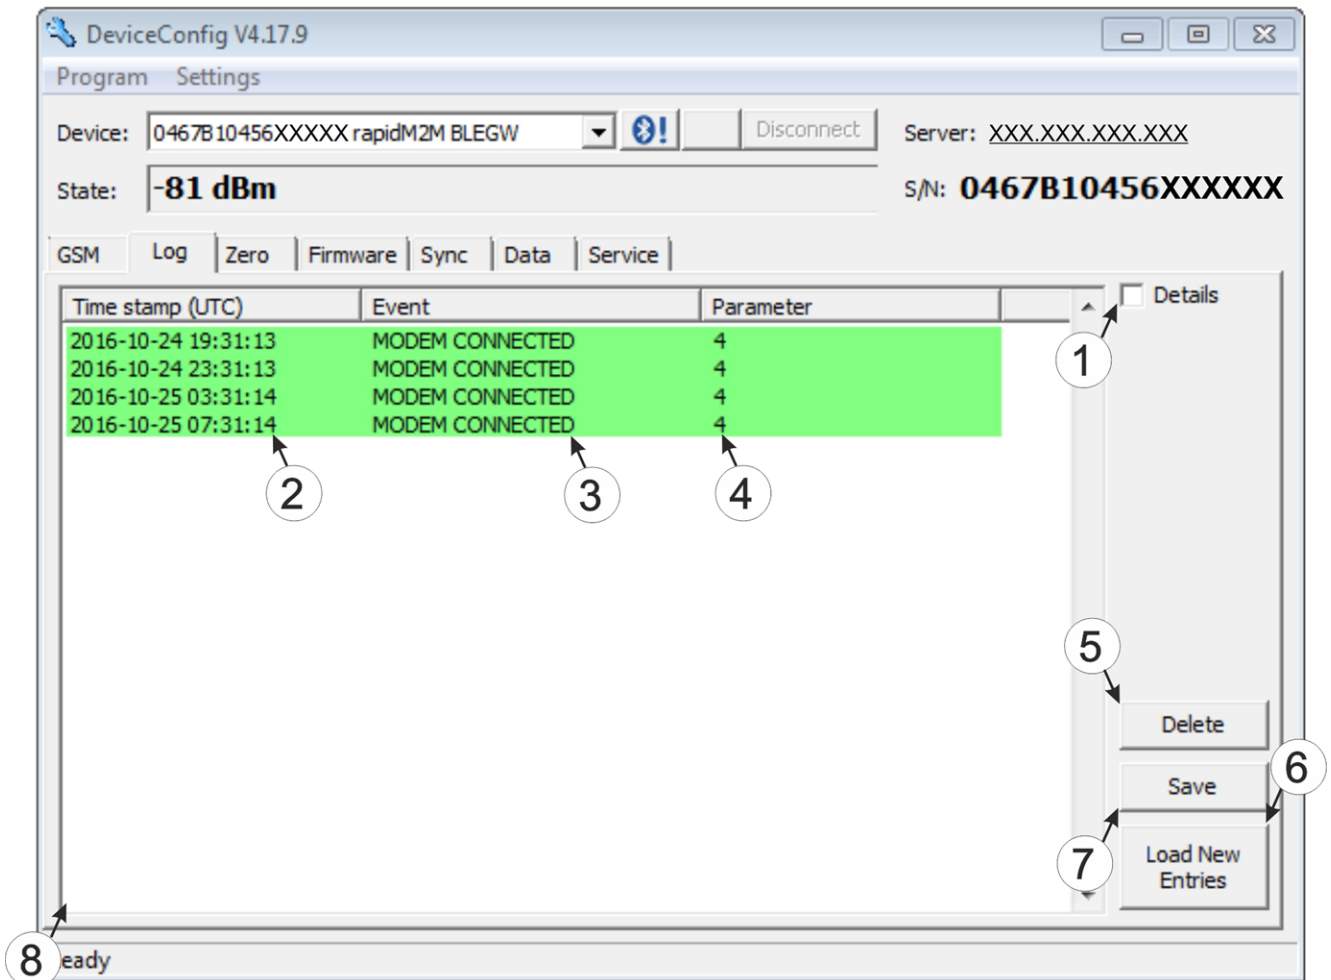 DeviceConfig V4.17.9
Program Settings
Device: 0467B10456XXXXX rapidM2M BLEGW Disconnect Server: XXX.XXX.XXX.XXX
State: -81 dBm S/N: 0467B10456XXXXXX
GSM Log Zero Firmware Sync Data Service
Time stamp (UTC) Event Parameter Details
2016-10-24 19:31:13 MODEM CONNECTED 4
2016-10-24 23:31:13 MODEM CONNECTED 4
1
2016-10-25 03:31:14 MODEM CONNECTED 4
2016-10-25 07:31:14 MODEM CONNECTED 4
2 3 4
5
Delete
6
Save
7
Load New
Entries
8 eady